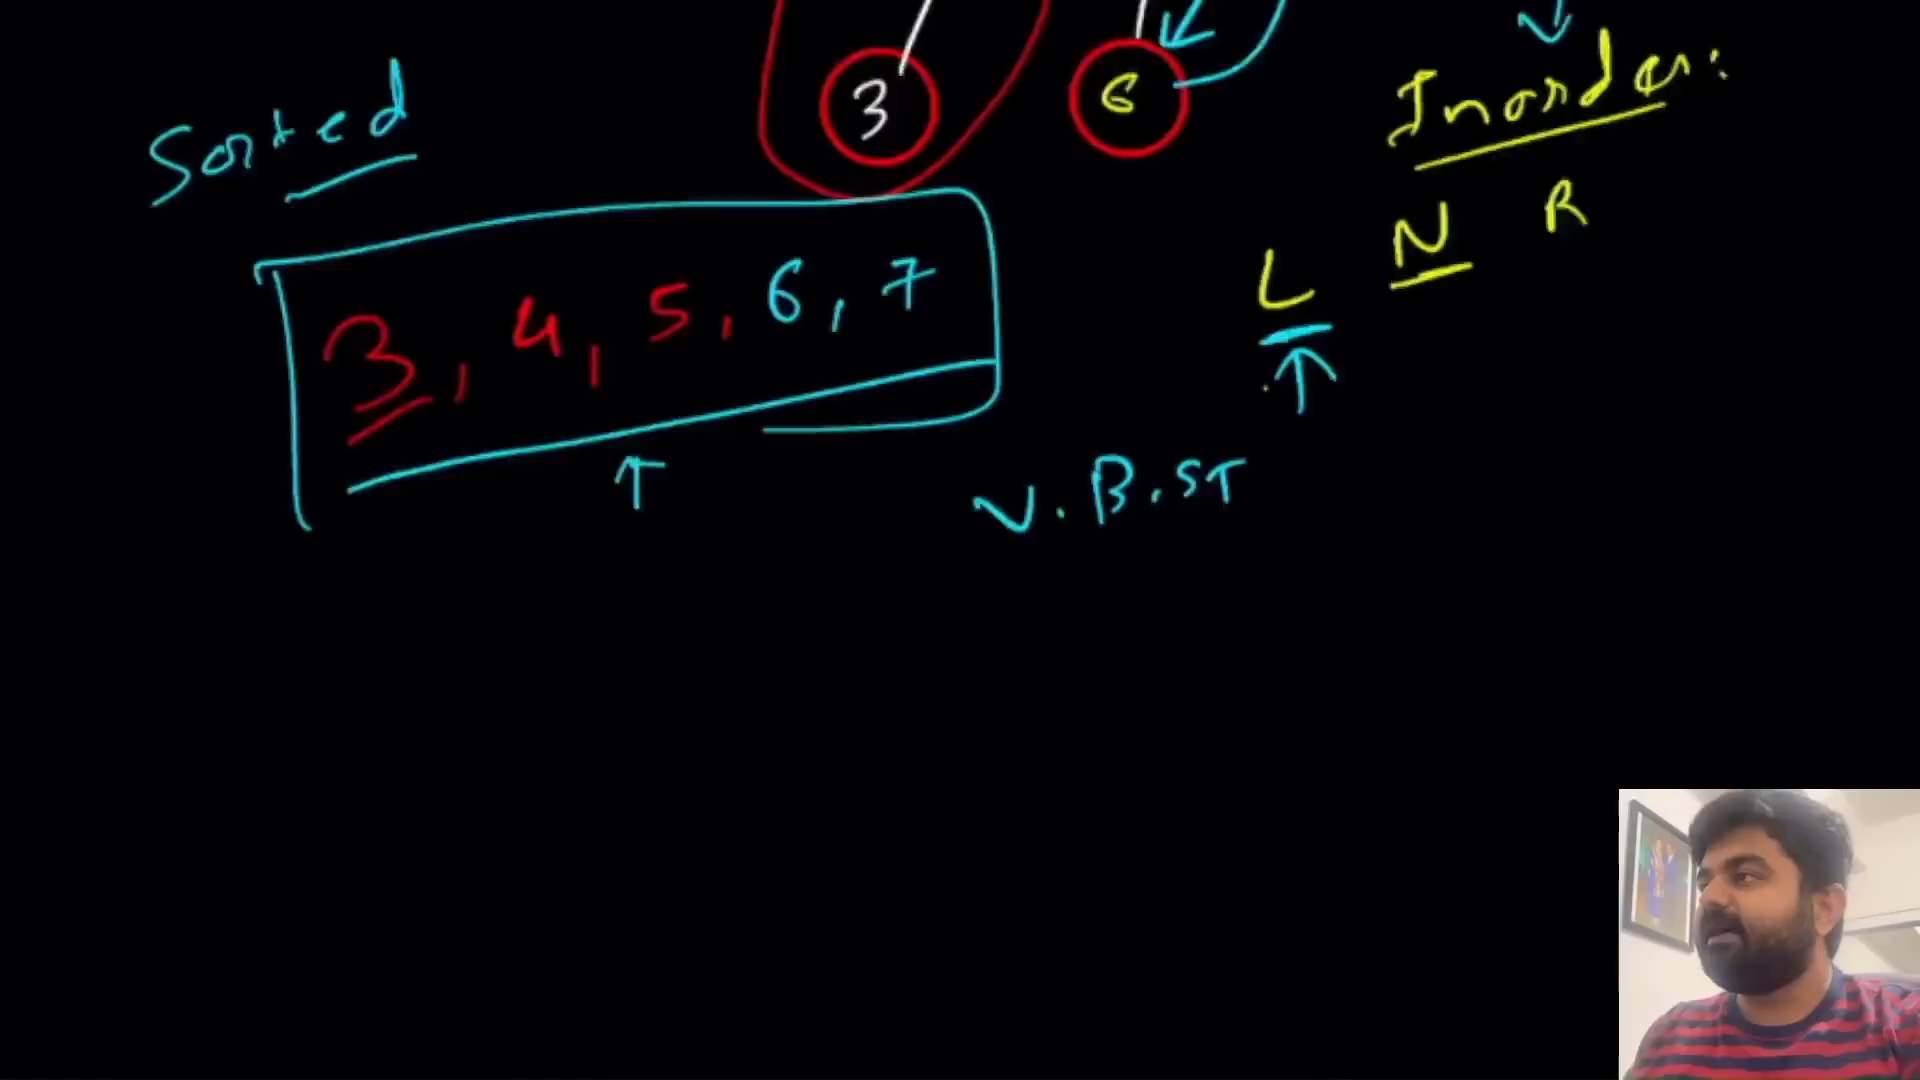 3
6
Inorder:
Sorted
L N R
3, 4, 5, 6, 7
V. B. ST